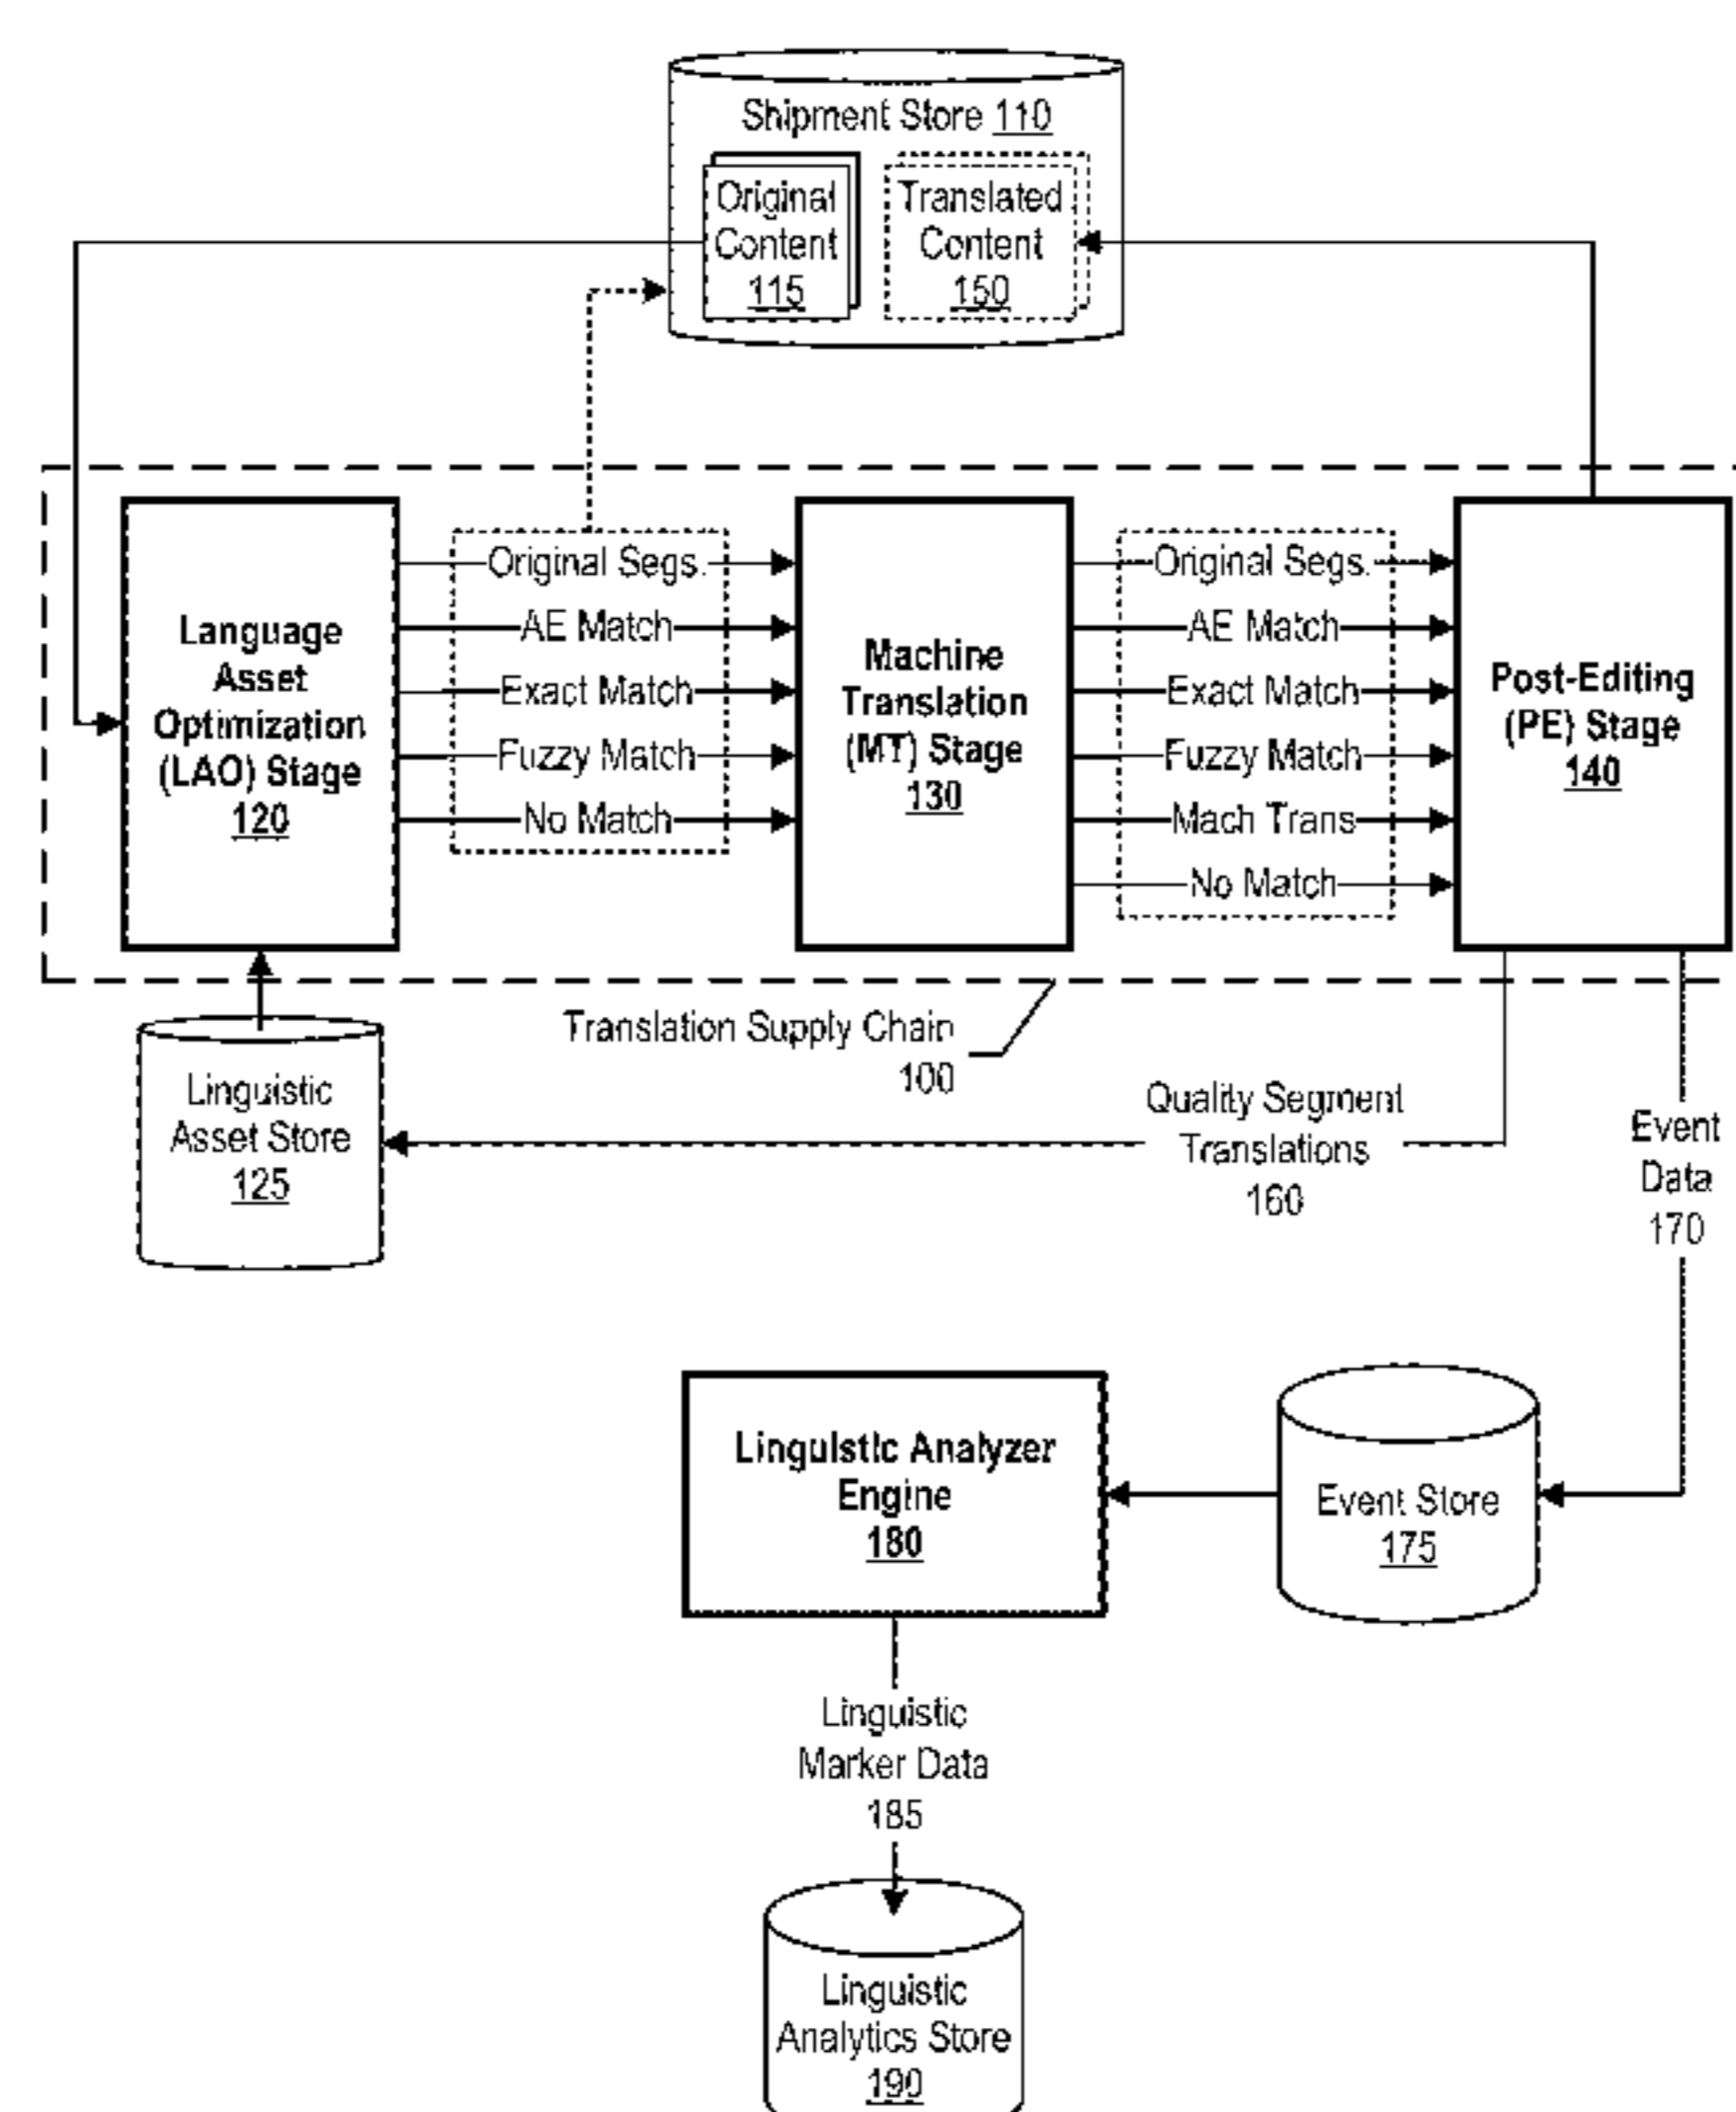 Shipment Store 110
Original
Content
115
Translated
Content
150
Language
Asset
Optimization
(LAO) Stage
120
Original Segs.
AE Match
Exact Match
Fuzzy Match
No Match
Machine
Translation
(MT) Stage
130
Original Segs.
AE Match
Exact Match
Fuzzy Match
Mach Trans
No Match
Post-Editing
(PE) Stage
140
Translation Supply Chain
100
Linguistic
Asset Store
125
Quality Segment
Translations
160
Event
Data
170
Linguistic Analyzer
Engine
180
Event Store
175
Linguistic
Marker Data
185
Linguistic
Analytics Store
190